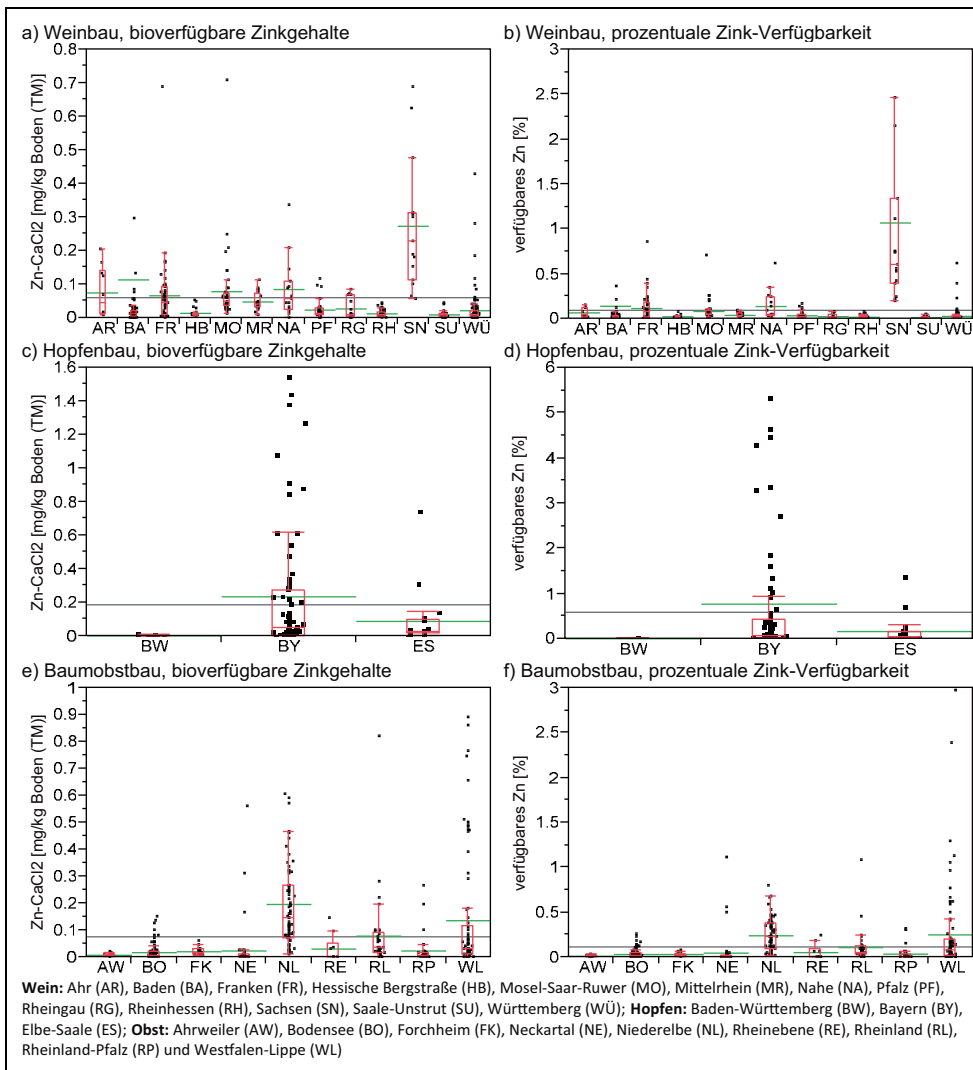 a) Weinbau, bioverfügbare Zinkgehalte
Zn-CaCl2 [mg/kg Boden (TM)]
0.8
0.7
0.6
0.5
0.4
0.3
0.2
0.1
0
AR BA FR HB MO MR NA PF RG RH SN SU WÜ
b) Weinbau, prozentuale Zink-Verfügbarkeit
verfügbares Zn [%]
3
2.5
2
1.5
1
0.5
0
AR BA FR HB MO MR NA PF RG RH SN SU WÜ
c) Hopfenbau, bioverfügbare Zinkgehalte
Zn-CaCl2 [mg/kg Boden (TM)]
1.6
1.4
1.2
1.0
0.8
0.6
0.4
0.2
0
BW BY ES
d) Hopfenbau, prozentuale Zink-Verfügbarkeit
verfügbares Zn [%]
6
5
4
3
2
1
0
BW BY ES
e) Baumobstbau, bioverfügbare Zinkgehalte
Zn-CaCl2 [mg/kg Boden (TM)]
1
0.9
0.8
0.7
0.6
0.5
0.4
0.3
0.2
0.1
0
AW BO FK NE NL RE RL RP WL
f) Baumobstbau, prozentuale Zink-Verfügbarkeit
verfügbares Zn [%]
3
2.5
2
1.5
1
0.5
0
AW BO FK NE NL RE RL RP WL
Wein: Ahr (AR), Baden (BA), Franken (FR), Hessische Bergstraße (HB), Mosel-Saar-Ruwer (MO), Mittelrhein (MR), Nahe (NA), Pfalz (PF),
Rheingau (RG), Rheinhessen (RH), Sachsen (SN), Saale-Unstrut (SU), Württemberg (WÜ); Hopfen: Baden-Württemberg (BW), Bayern (BY),
Elbe-Saale (ES); Obst: Ahrweiler (AW), Bodensee (BO), Forchheim (FK), Neckartal (NE), Niederelbe (NL), Rheinebene (RE), Rheinland (RL),
Rheinland-Pfalz (RP) und Westfalen-Lippe (WL)